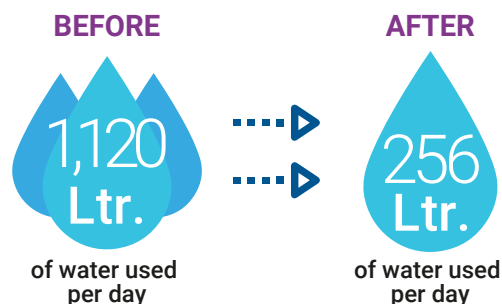 BEFORE
1,120
Ltr.
of water used
per day
AFTER
256
Ltr.
of water used
per day